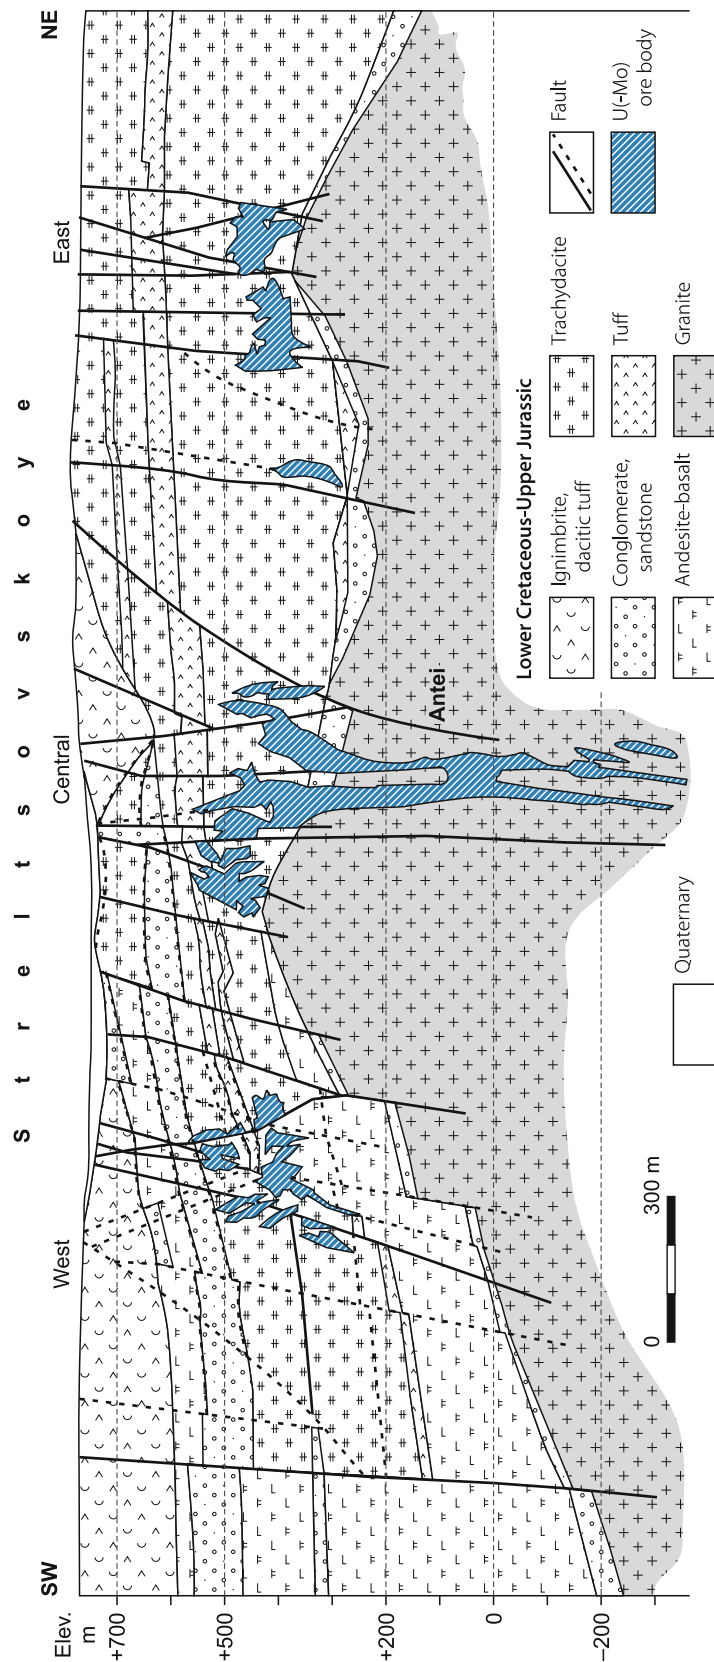 S t r e l t s o v s k o y e
SW
West
Central
East
NE
Elev.
m
+700
+500
+200
0
−200
Antei
0
300 m
Quaternary
Lower Cretaceous-Upper Jurassic
Ignimbrite,
dacitic tuff
Conglomerate,
sandstone
Andesite-basalt
Trachydacite
Tuff
Granite
Fault
U(-Mo)
ore body